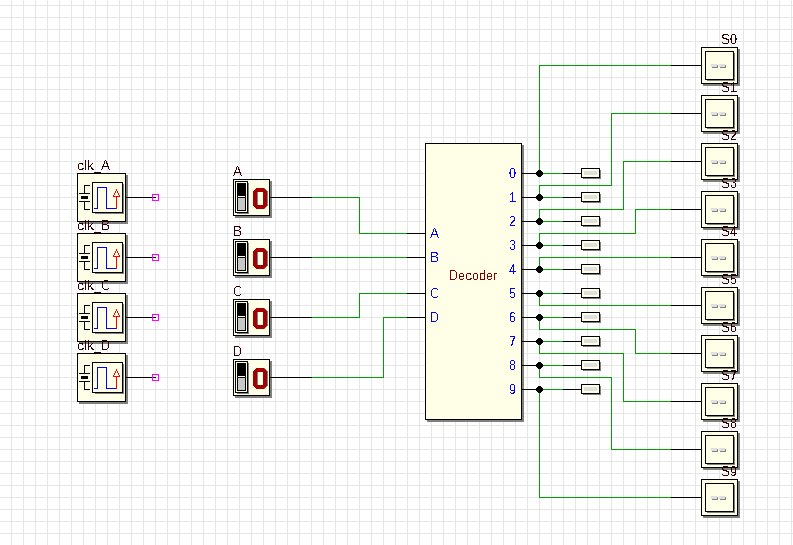 clk_A
clk_B
clk_C
clk_D
A
0
B
0
C
0
D
0
A
B
C
D
Decoder
0
1
2
3
4
5
6
7
8
9
S0
S1
S2
S3
S4
S5
S6
S7
S8
S9